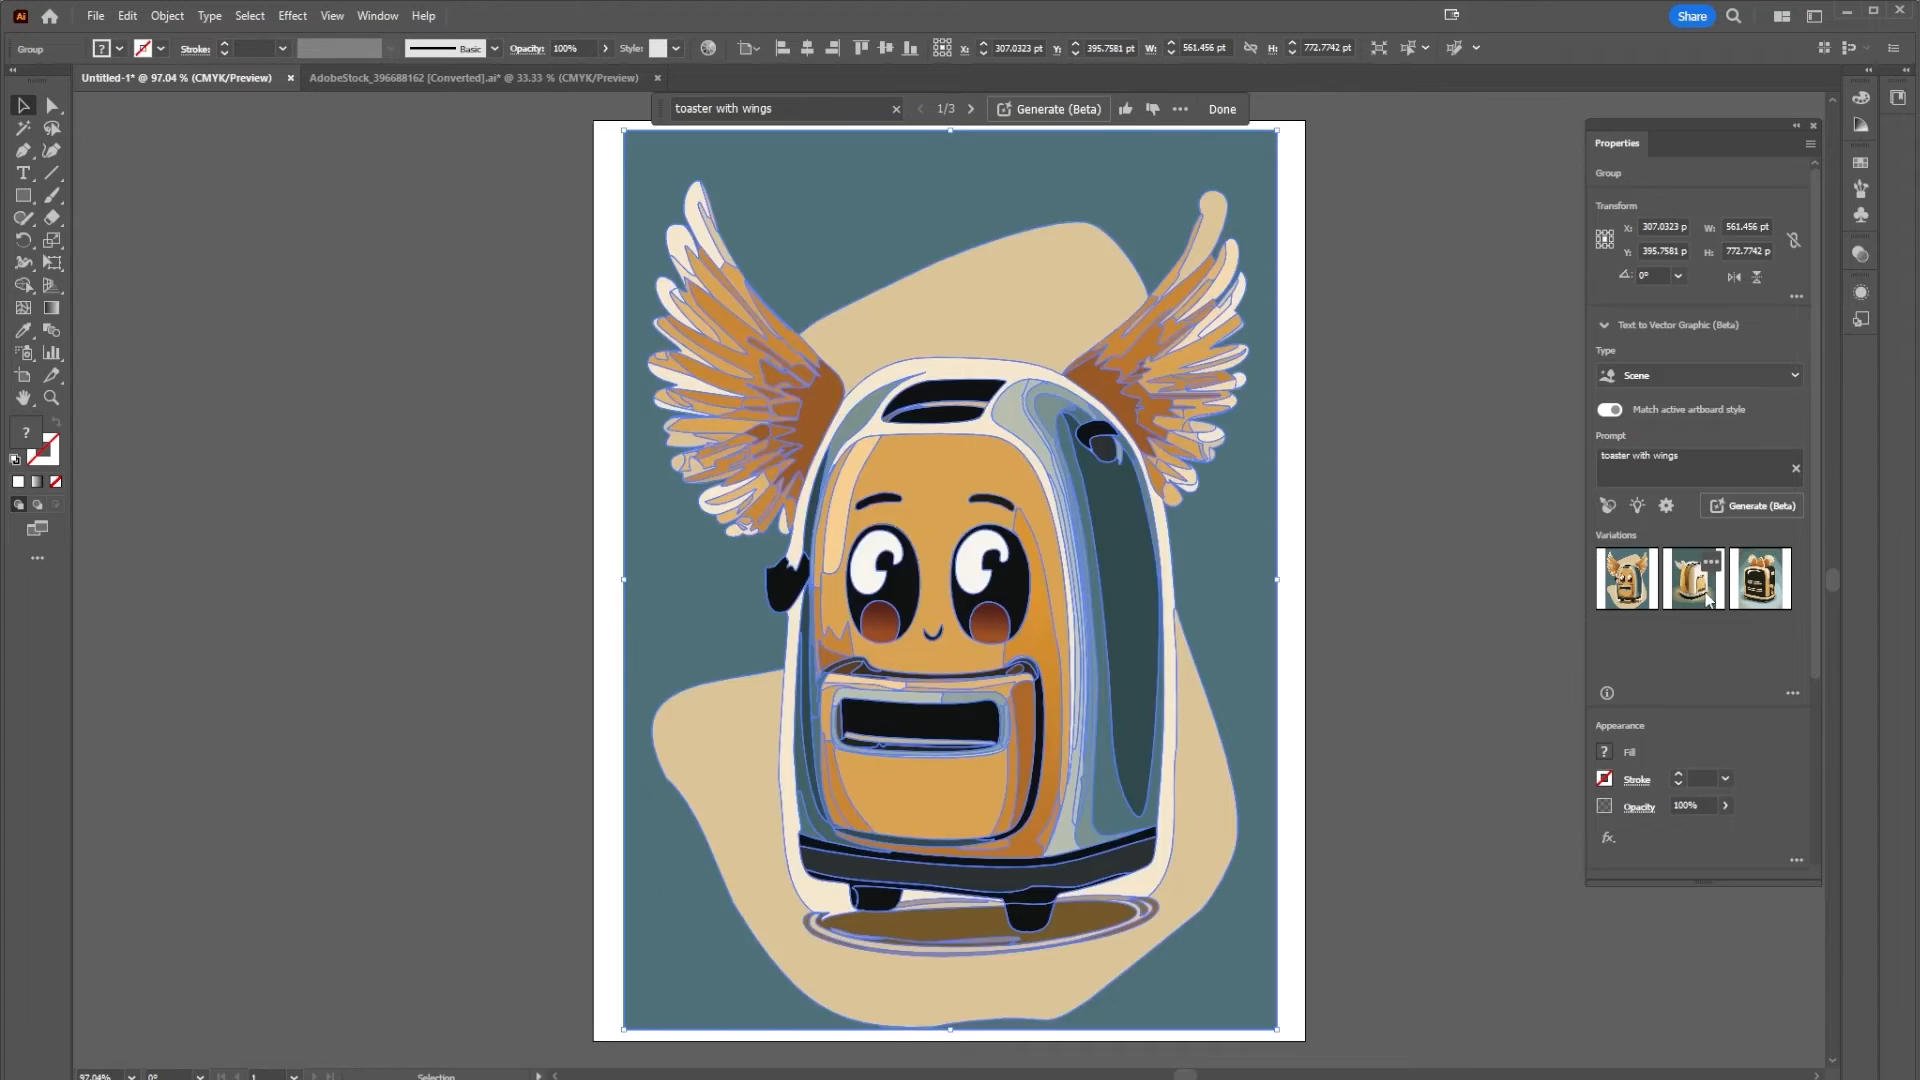 Ai File Edit Object Type Select Effect View Window Help Share
Group ? Stroke: Basic Opacity: 100% Style: X: 307.0323 pt Y: 395.7581 pt W: 561.456 pt H: 772.7742 pt
Untitled-1* @ 97.04 % (CMYK/Preview) AdobeStock_396688162 [Converted].ai* @ 33.33 % (CMYK/Preview)
toaster with wings 1/3 Generate (Beta) Done
Properties
Group
Transform
X: 307.0323 p W: 561.456 pt
Y: 395.7581 p H: 772.7742 p
0°
Text to Vector Graphic (Beta)
Type
Scene
Match active artboard style
Prompt
toaster with wings
Generate (Beta)
Variations
Appearance
? Fill
Stroke
Opacity 100%
fx.
97.04% 0° 1 Selection